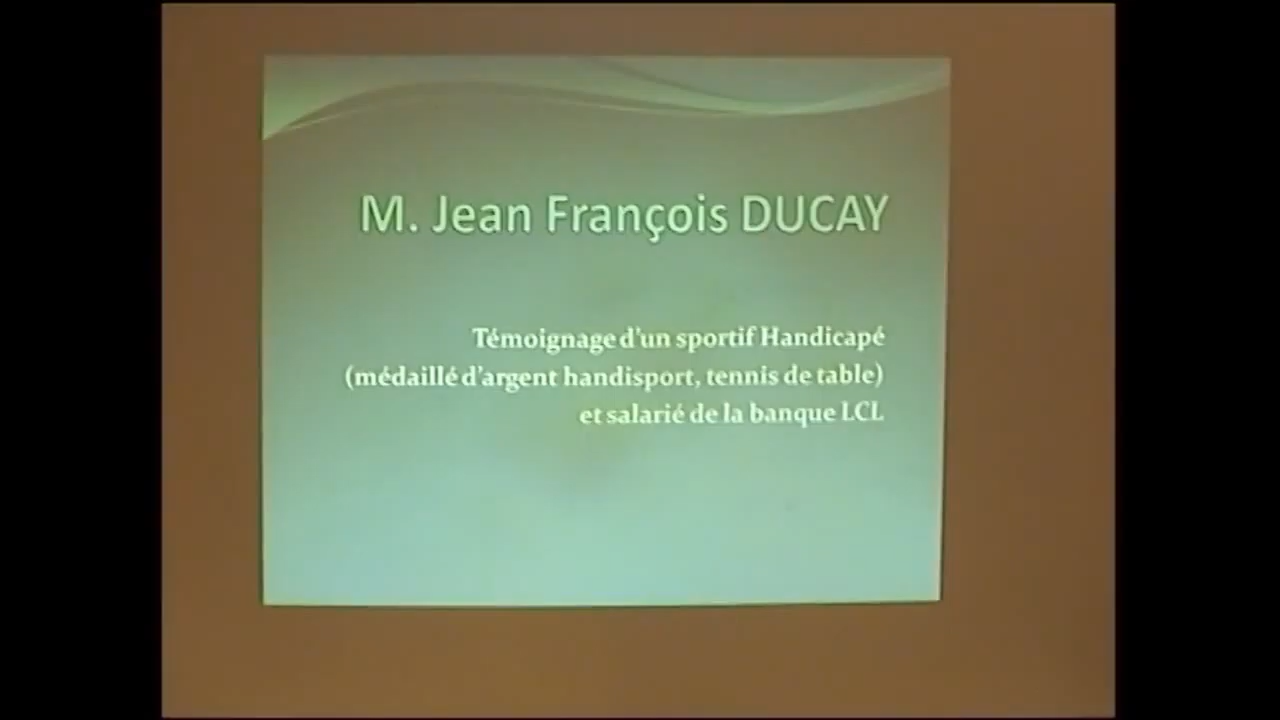 M. Jean François DUCAY
Témoignage d'un sportif Handicapé
(médaillé d'argent handisport, tennis de table)
et salarié de la banque LCL